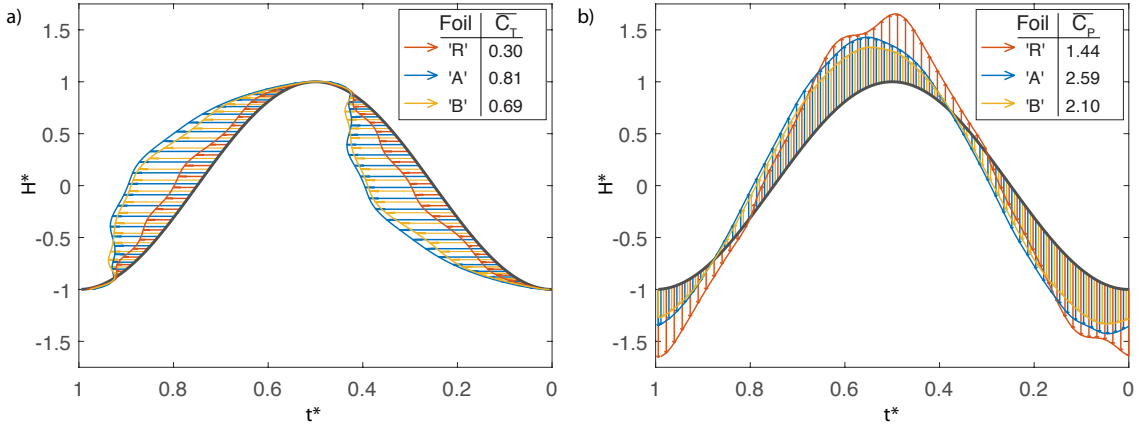 a)
Foil C_T
'R' 0.30
'A' 0.81
'B' 0.69
1.5
1
0.5
0
-0.5
-1
-1.5
H*
1 0.8 0.6 0.4 0.2 0
t*
b)
Foil C_P
'R' 1.44
'A' 2.59
'B' 2.10
1.5
1
0.5
0
-0.5
-1
-1.5
H*
1 0.8 0.6 0.4 0.2 0
t*